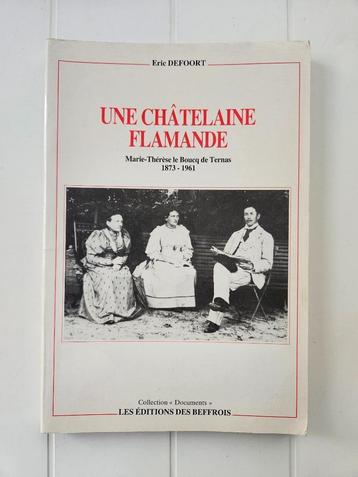 Eric DEFOORT
UNE CHÂTELAINE
FLAMANDE
Marie-Thérèse le Boucq de Ternas
1873 - 1961
Collection « Documents »
LES ÉDITIONS DES BEFFROIS